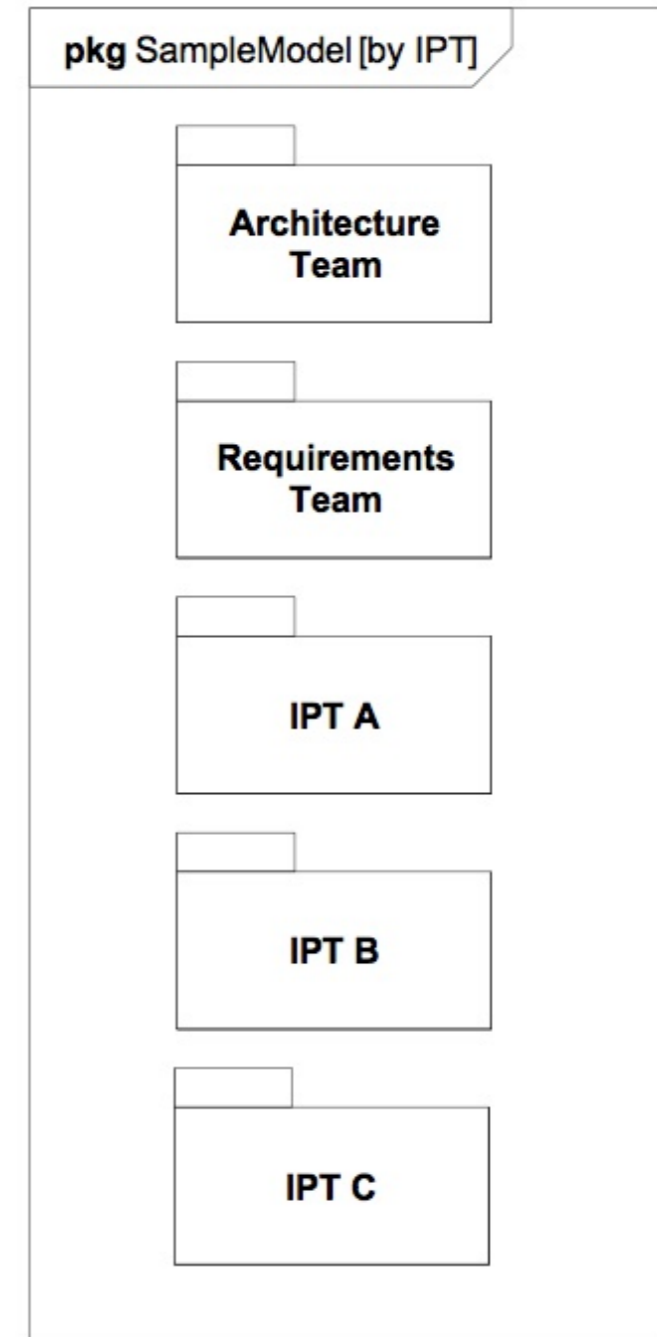 pkg SampleModel [by IPT]
Architecture
Team
Requirements
Team
IPT A
IPT B
IPT C